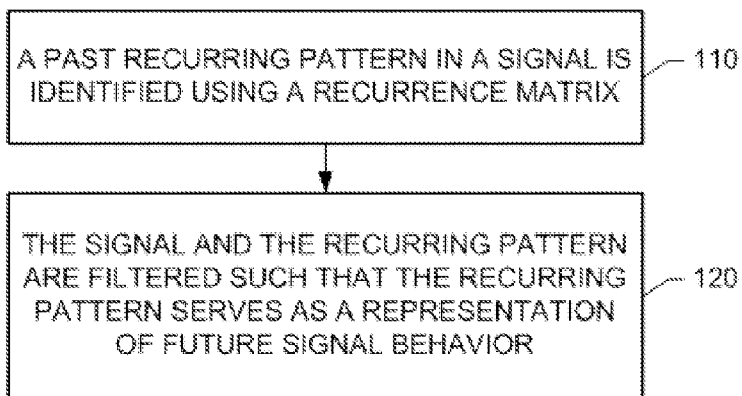 A PAST RECURRING PATTERN IN A SIGNAL IS
IDENTIFIED USING A RECURRENCE MATRIX
110
THE SIGNAL AND THE RECURRING PATTERN
ARE FILTERED SUCH THAT THE RECURRING
PATTERN SERVES AS A REPRESENTATION
OF FUTURE SIGNAL BEHAVIOR
120